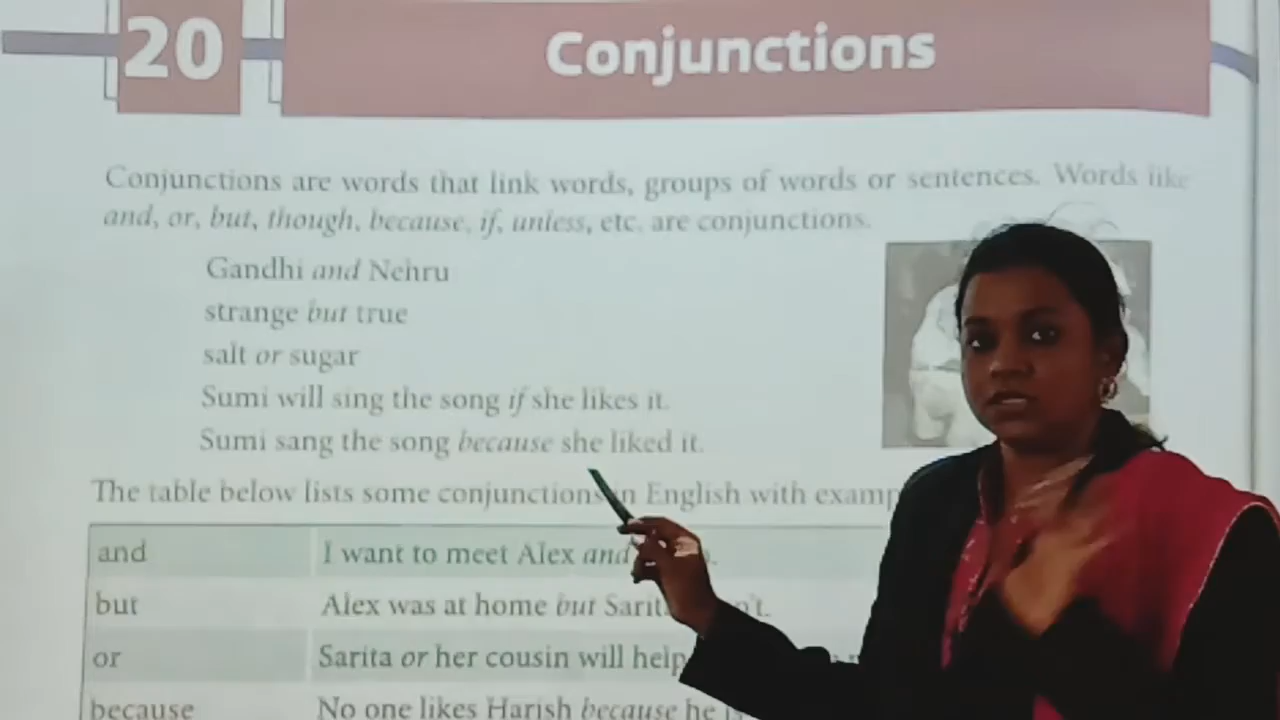 20
Conjunctions
Conjunctions are words that link words, groups of words or sentences. Words like
and, or, but, though, because, if, unless, etc. are conjunctions.
Gandhi and Nehru
strange but true
salt or sugar
Sumi will sing the song if she likes it.
Sumi sang the song because she liked it.
The table below lists some conjunctions in English with
and I want to meet Alex and
but Alex was at home but
or Sarita or her cousin will help
because No one likes Harish because he